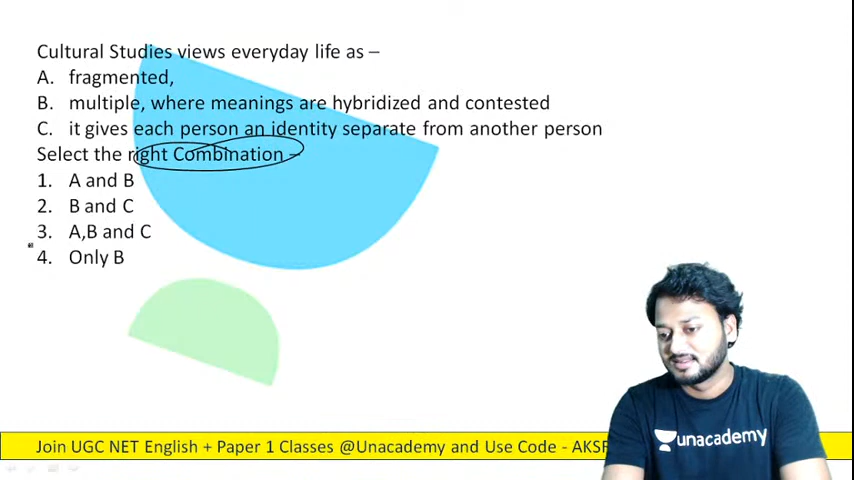 Cultural Studies views everyday life as –
A. fragmented,
B. multiple, where meanings are hybridized and contested
C. it gives each person an identity separate from another person
Select the right Combination –
1. A and B
2. B and C
3. A,B and C
4. Only B
unacademy
Join UGC NET English + Paper 1 Classes @Unacademy and Use Code -